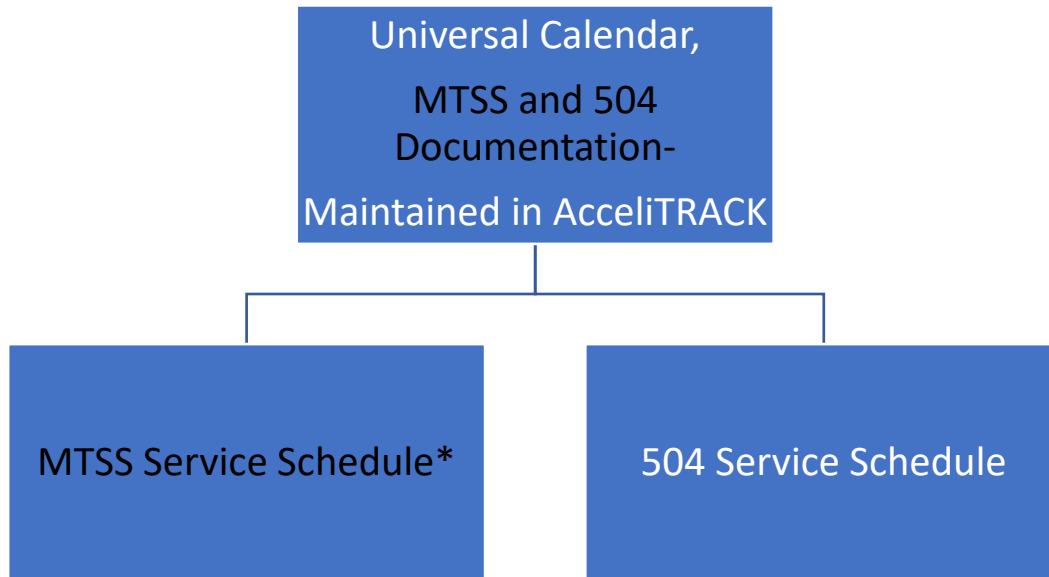 Universal Calendar,
MTSS and 504
Documentation-
Maintained in AcceliTRACK
MTSS Service Schedule*
504 Service Schedule